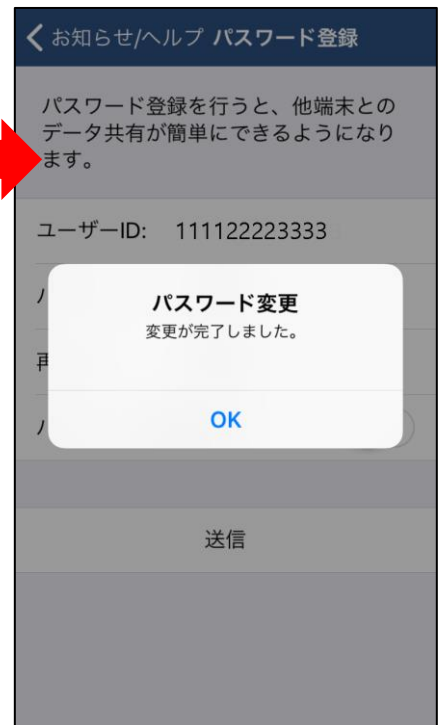 お知らせ/ヘルプ パスワード登録
パスワード登録を行うと、他端末との
データ共有が簡単にできるようになり
ます。
ユーザーID: 111122223333
パスワード変更
変更が完了しました。
再
OK
送信